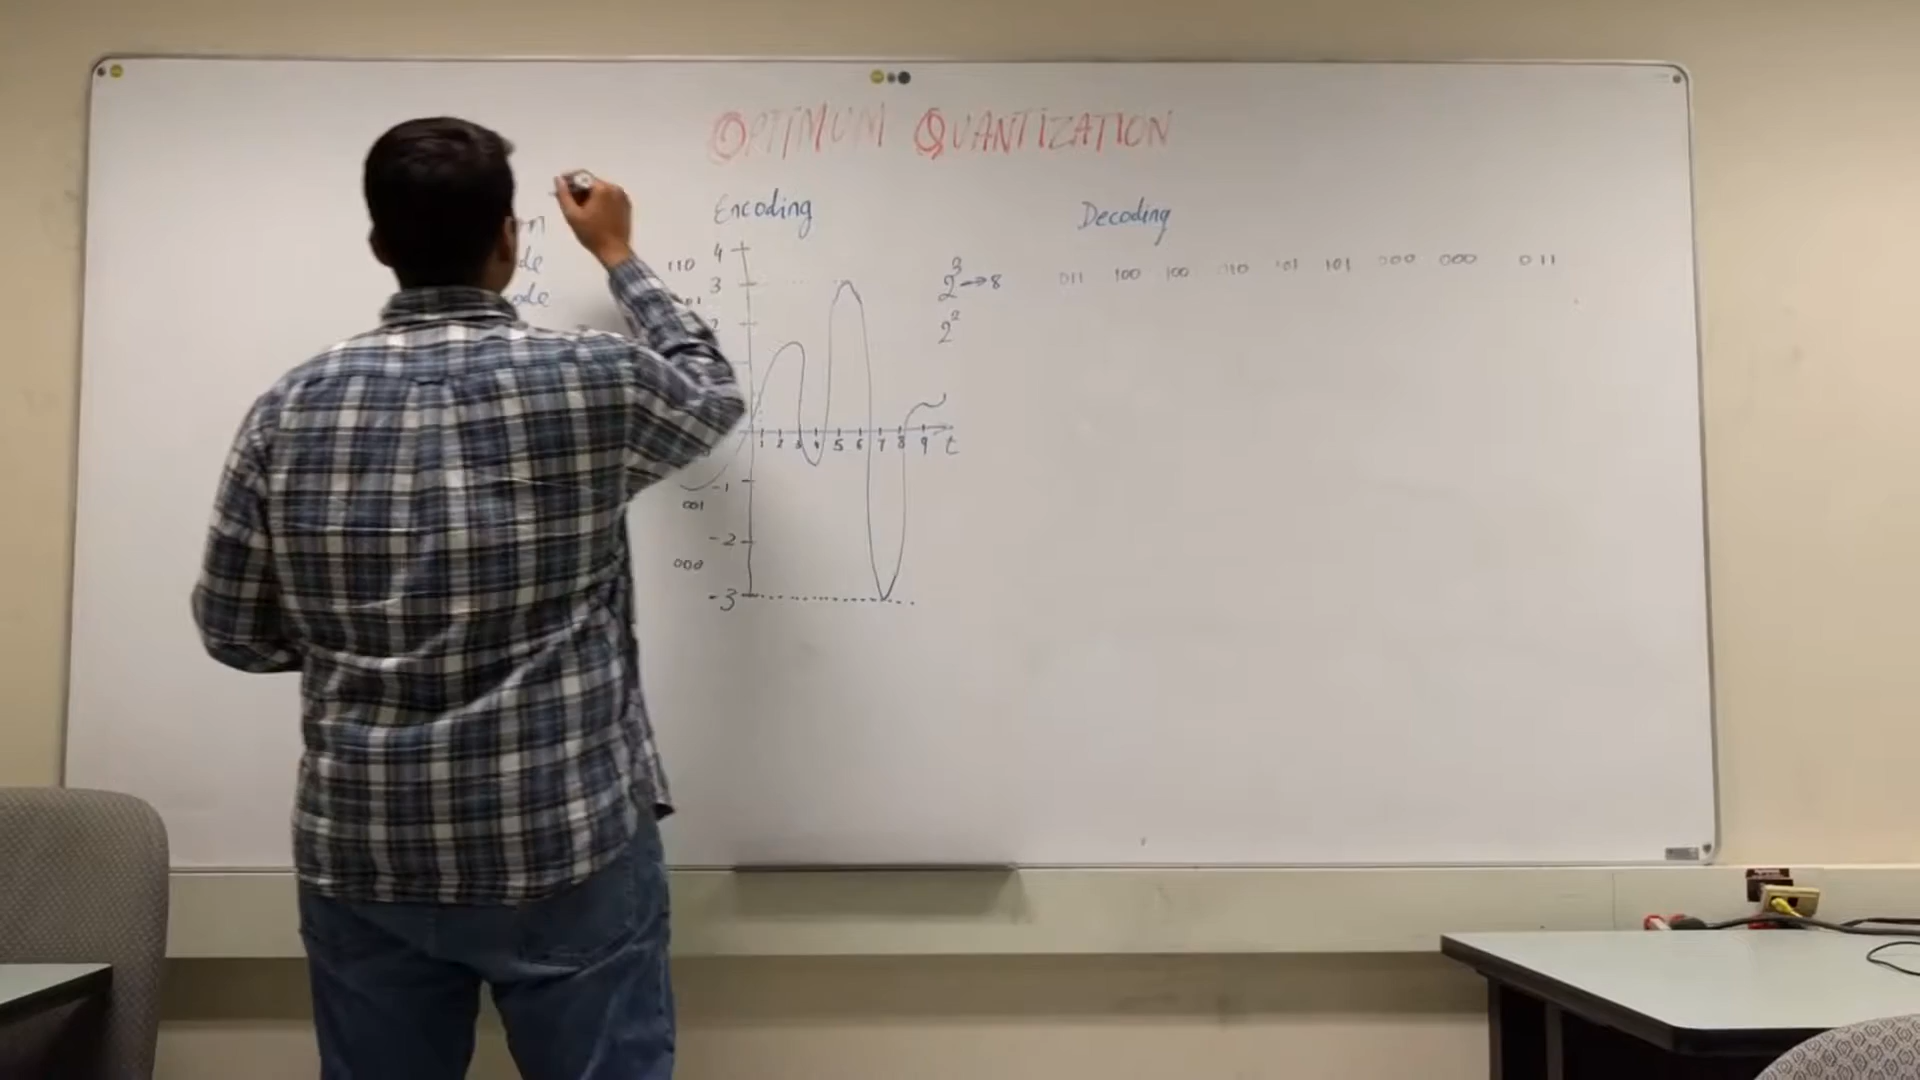 OPTIMUM QUANTIZATION
Encoding
Decoding
4
110
3
2
2³ → 8
2²
011 100 100 110 101 101 000 000 011
1 2 3 4 5 6 7 8 9 t
-1
001
-2
000
-3